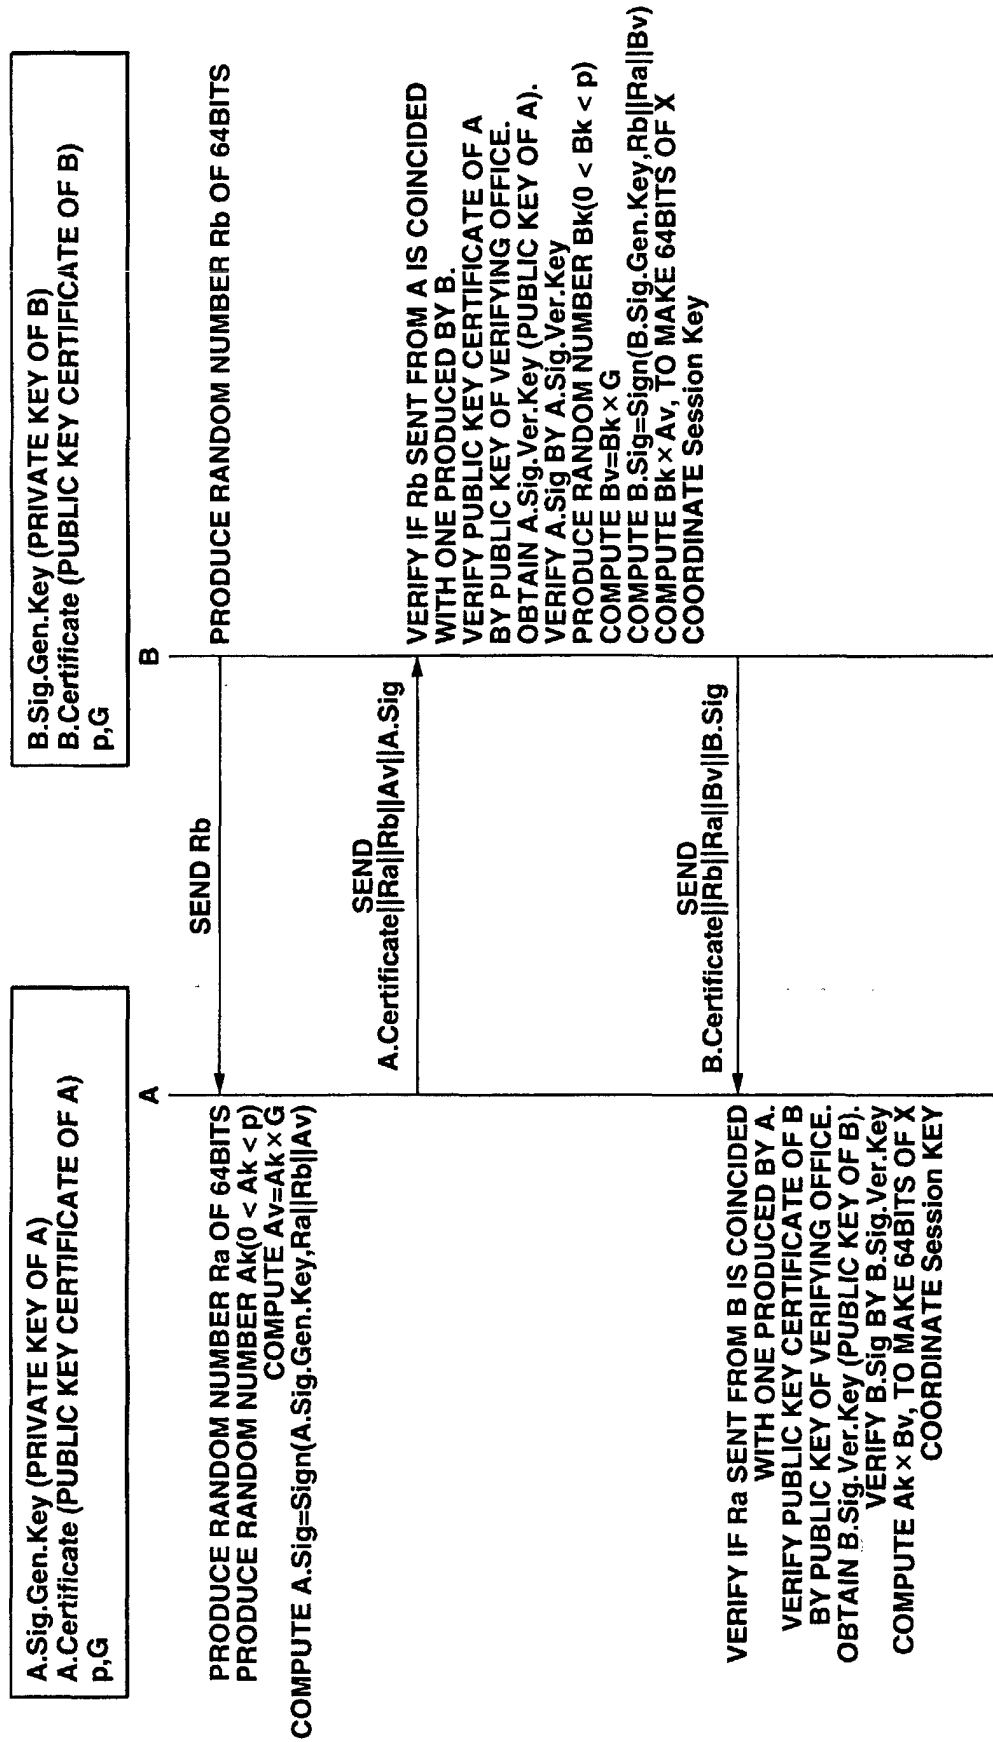 A.Sig.Gen.Key (PRIVATE KEY OF A)
A.Certificate (PUBLIC KEY CERTIFICATE OF A)
p,G
B.Sig.Gen.Key (PRIVATE KEY OF B)
B.Certificate (PUBLIC KEY CERTIFICATE OF B)
p,G
A
B
SEND Rb
PRODUCE RANDOM NUMBER Rb OF 64BITS
PRODUCE RANDOM NUMBER Ra OF 64BITS
PRODUCE RANDOM NUMBER Ak(0 < Ak < p)
COMPUTE Av=Ak × G
COMPUTE A.Sig=Sign(A.Sig.Gen.Key,Ra||Rb||Av)
SEND
A.Certificate||Ra||Rb||Av||A.Sig
VERIFY IF Rb SENT FROM A IS COINCIDED
WITH ONE PRODUCED BY B.
VERIFY PUBLIC KEY CERTIFICATE OF A
BY PUBLIC KEY OF VERIFYING OFFICE.
OBTAIN A.Sig.Ver.Key (PUBLIC KEY OF A).
VERIFY A.Sig BY A.Sig.Ver.Key
PRODUCE RANDOM NUMBER Bk(0 < Bk < p)
COMPUTE Bv=Bk × G
COMPUTE B.Sig=Sign(B.Sig.Gen.Key,Rb||Ra||Bv)
COMPUTE Bk × Av, TO MAKE 64BITS OF X
COORDINATE Session Key
SEND
B.Certificate||Rb||Ra||Bv||B.Sig
VERIFY IF Ra SENT FROM B IS COINCIDED
WITH ONE PRODUCED BY A.
VERIFY PUBLIC KEY CERTIFICATE OF B
BY PUBLIC KEY OF VERIFYING OFFICE.
OBTAIN B.Sig.Ver.Key (PUBLIC KEY OF B).
VERIFY B.Sig BY B.Sig.Ver.Key
COMPUTE Ak × Bv, TO MAKE 64BITS OF X
COORDINATE Session KEY